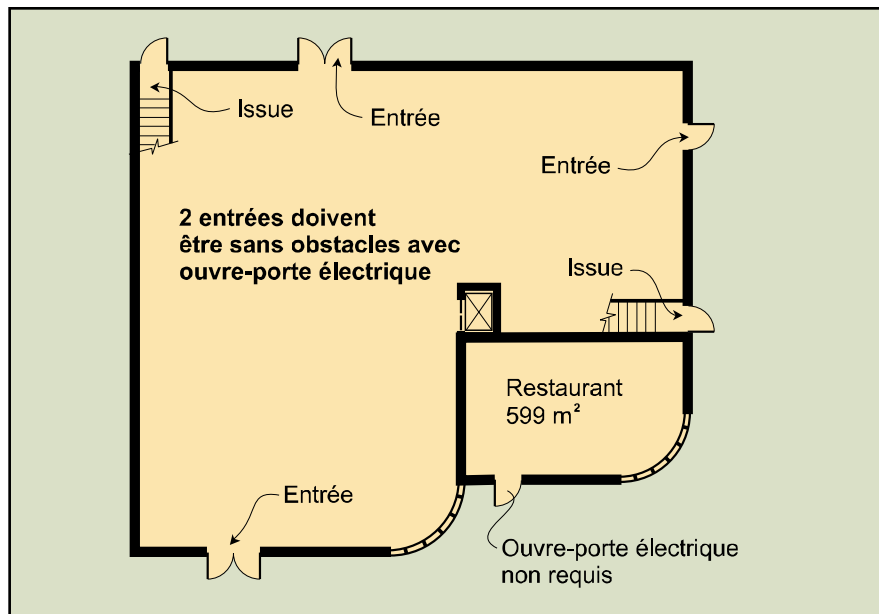 Issue
Entrée
Entrée
2 entrées doivent
être sans obstacles avec
ouvre-porte électrique
Issue
Restaurant
599 m²
Entrée
Ouvre-porte électrique
non requis